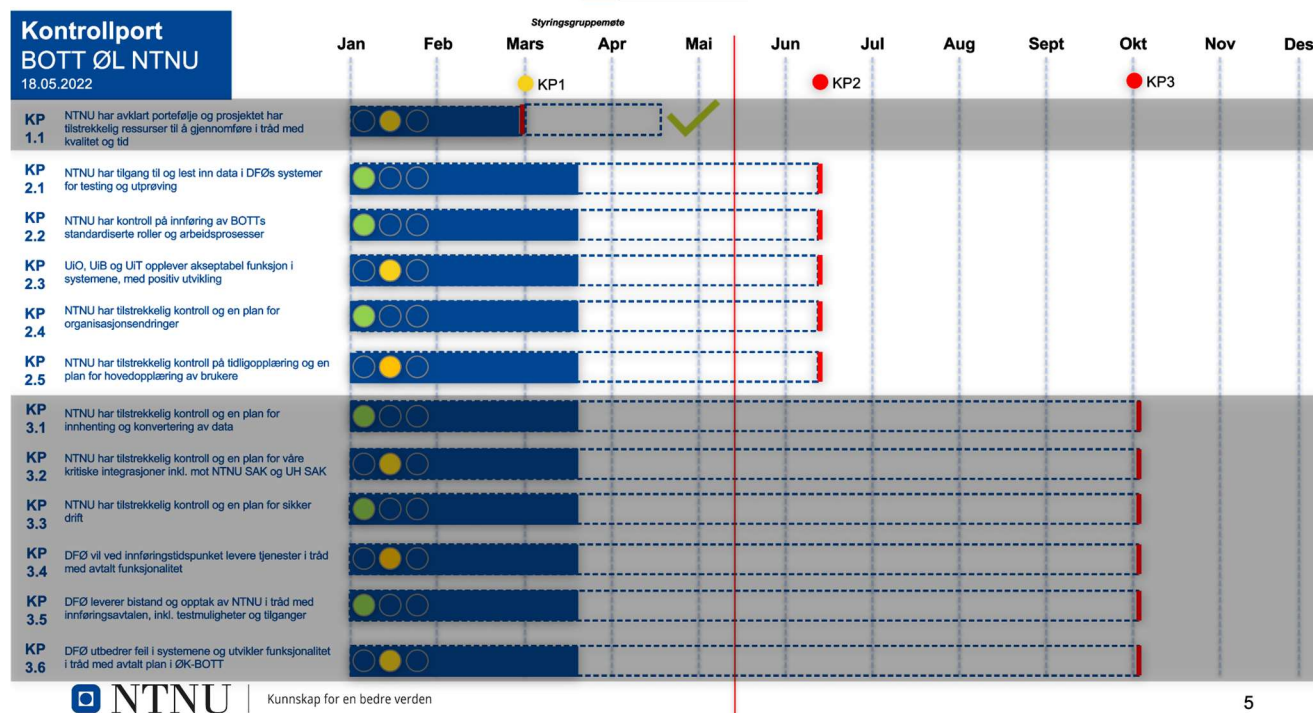 Kontrollport
BOTT ØL NTNU
18.05.2022
Styringsgruppemøte
Jan Feb Mars Apr Mai Jun Jul Aug Sept Okt Nov Des
KP1 KP2 KP3
KP 1.1
NTNU har avklart portefølje og prosjektet har
tilstrekkelig ressurser til å gjennomføre i tråd med
kvalitet og tid
KP 2.1
NTNU har tilgang til og lest inn data i DFØs systemer
for testing og utprøving
KP 2.2
NTNU har kontroll på innføring av BOTTs
standardiserte roller og arbeidsprosesser
KP 2.3
UiO, UiB og UiT opplever akseptabel funksjon i
systemene, med positiv utvikling
KP 2.4
NTNU har tilstrekkelig kontroll og en plan for
organisasjonsendringer
KP 2.5
NTNU har tilstrekkelig kontroll på tidligopplæring og en
plan for hovedopplæring av brukere
KP 3.1
NTNU har tilstrekkelig kontroll og en plan for
innhenting og konvertering av data
KP 3.2
NTNU har tilstrekkelig kontroll og en plan for våre
kritiske integrasjoner inkl. mot NTNU SAK og UH SAK
KP 3.3
NTNU har tilstrekkelig kontroll og en plan for sikker
drift
KP 3.4
DFØ vil ved innføringstidspunket levere tjenester i tråd
med avtalt funksjonalitet
KP 3.5
DFØ leverer bistand og opptak av NTNU i tråd med
innføringsavtalen, inkl. testmuligheter og tilganger
KP 3.6
DFØ utbedrer feil i systemene og utvikler funksjonalitet
i tråd med avtalt plan i ØK-BOTT
NTNU
Kunnskap for en bedre verden
5